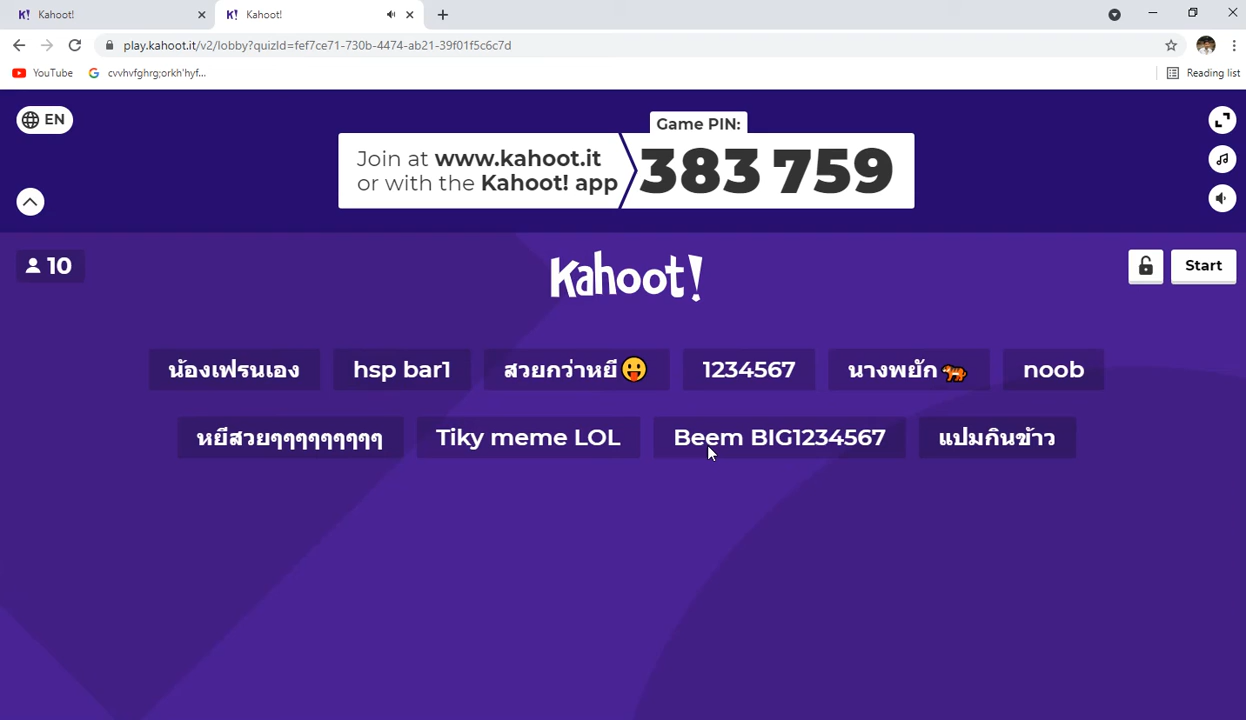 Kahoot!
Kahoot!
play.kahoot.it/v2/lobby?quizId=fef7ce71-730b-4474-ab21-39f01f5c6c7d
YouTube
cvvhvfghrg;orkh'hyf...
Reading list
EN
Game PIN:
Join at www.kahoot.it
or with the Kahoot! app
383 759
10
Kahoot!
Start
น้องเฟรนเอง
hsp bar1
สวยกว่าหยี😛
1234567
นางพยัก🐅
noob
หยีสวยๆๆๆๆๆๆๆๆๆ
Tiky meme LOL
Beem BIG1234567
แปมกินข้าว